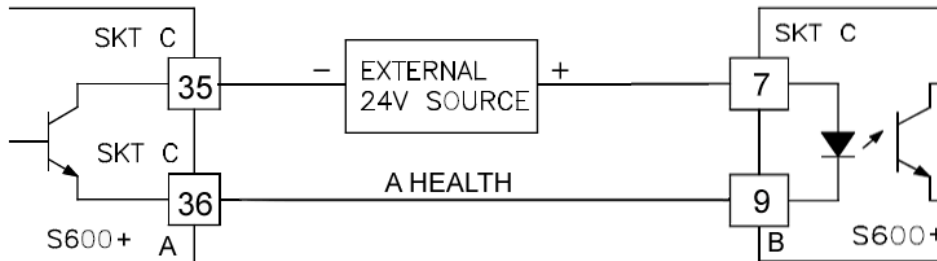 SKT C
35
− EXTERNAL +
24V SOURCE
SKT C
7
SKT C
36
A HEALTH
9
S600+
A
B
S600+